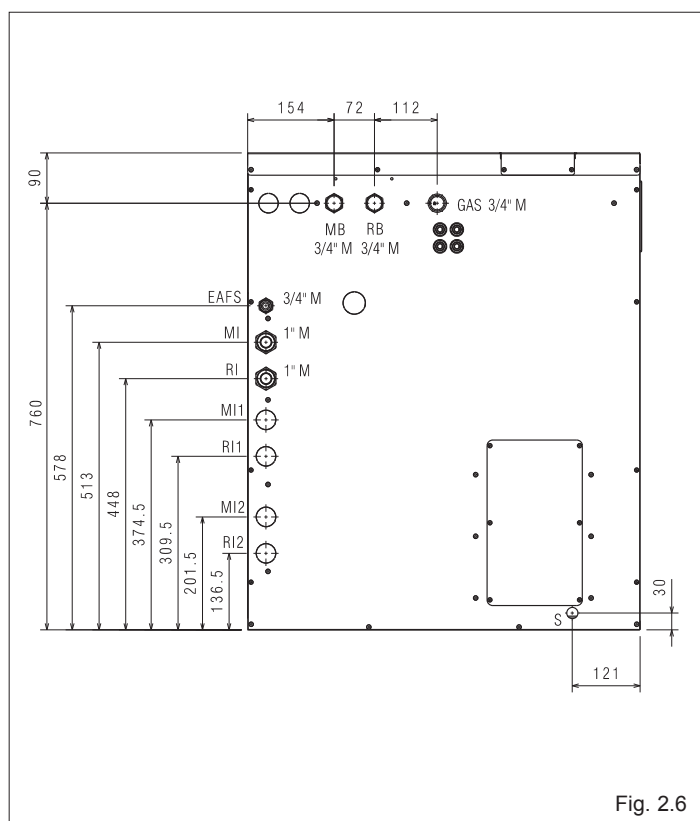 154 72 112
90
GAS 3/4" M
MB RB
3/4" M 3/4" M
EAFS 3/4" M
MI 1" M
RI 1" M
MI1
RI1
MI2
RI2
760
578
513
448
374.5
309.5
201.5
136.5
30
S
121
Fig. 2.6